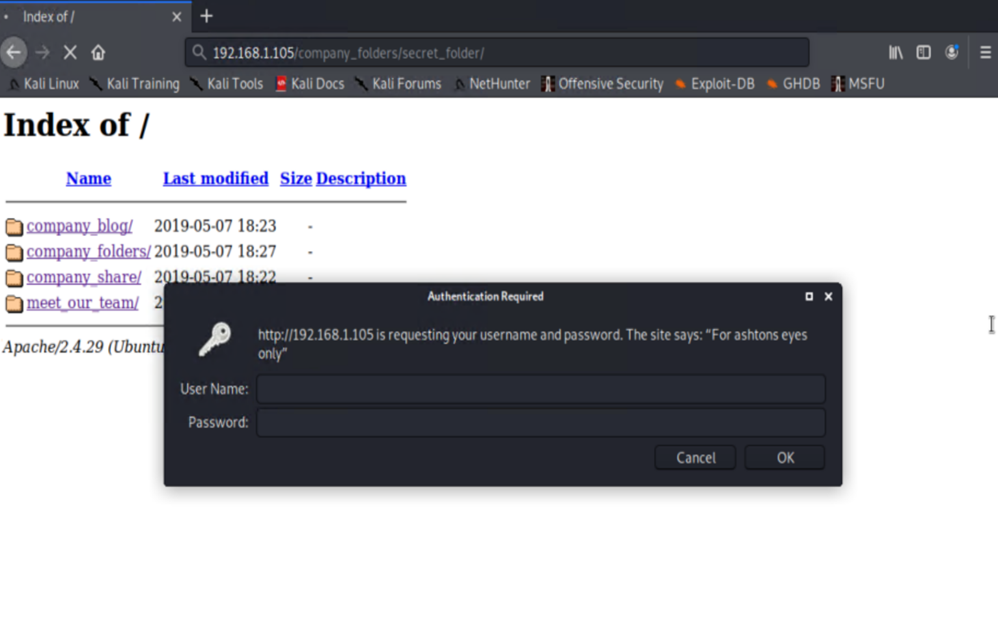 Index of /
192.168.1.105/company_folders/secret_folder/
Kali Linux Kali Training Kali Tools Kali Docs Kali Forums NetHunter Offensive Security Exploit-DB GHDB MSFU
Index of /
Name Last modified Size Description
company_blog/ 2019-05-07 18:23 -
company_folders/ 2019-05-07 18:27 -
company_share/ 2019-05-07 18:22 -
meet_our_team/ 2
Apache/2.4.29 (Ubuntu
Authentication Required
http://192.168.1.105 is requesting your username and password. The site says: “For ashtons eyes
only”
User Name:
Password:
Cancel OK